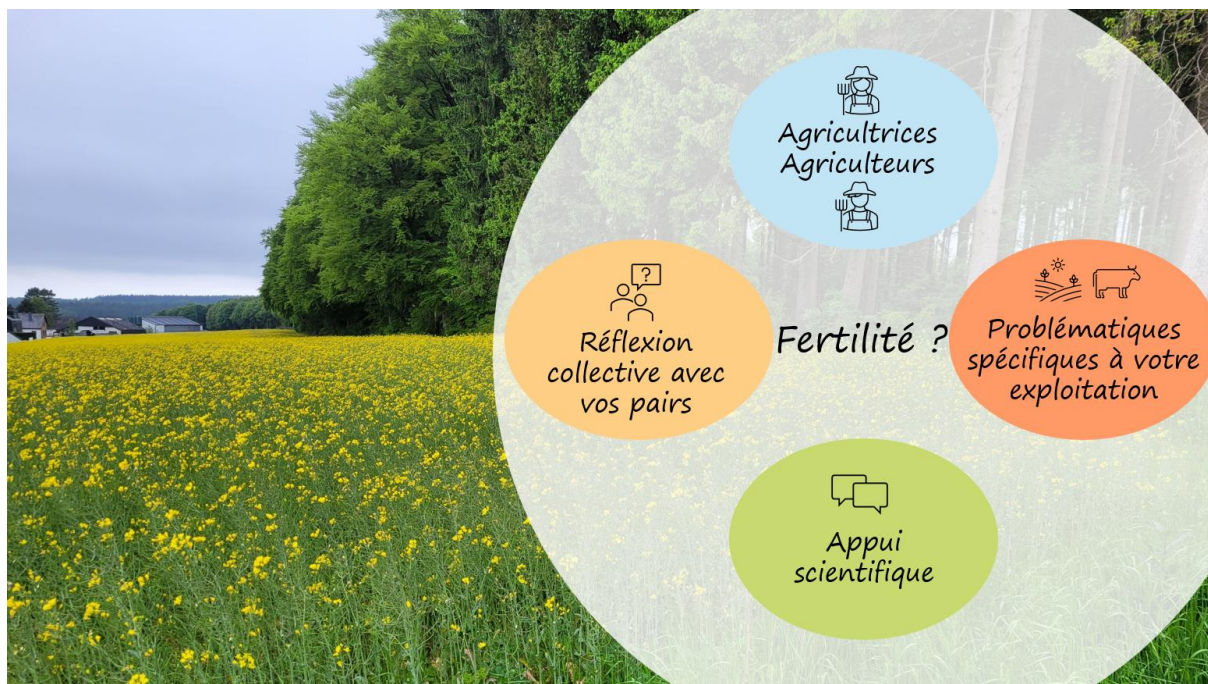 Agricultrices
Agriculteurs
?
Réflexion
collective avec
vos pairs
Fertilité ?
Problématiques
spécifiques à votre
exploitation
Appui
scientifique